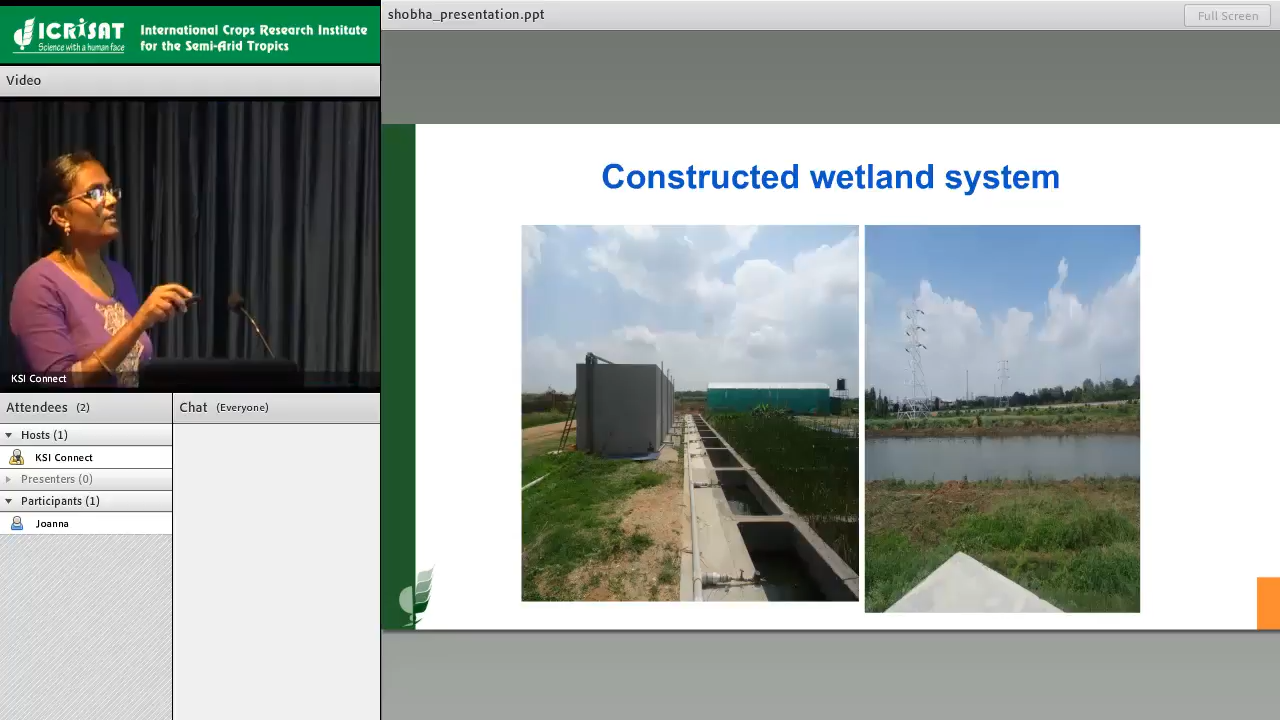 ICRISAT
Science with a human face
International Crops Research Institute
for the Semi-Arid Tropics
shobha_presentation.ppt
Full Screen
Video
KSI Connect
Attendees (2)
Hosts (1)
KSI Connect
Presenters (0)
Participants (1)
Joanna
Chat (Everyone)
Constructed wetland system